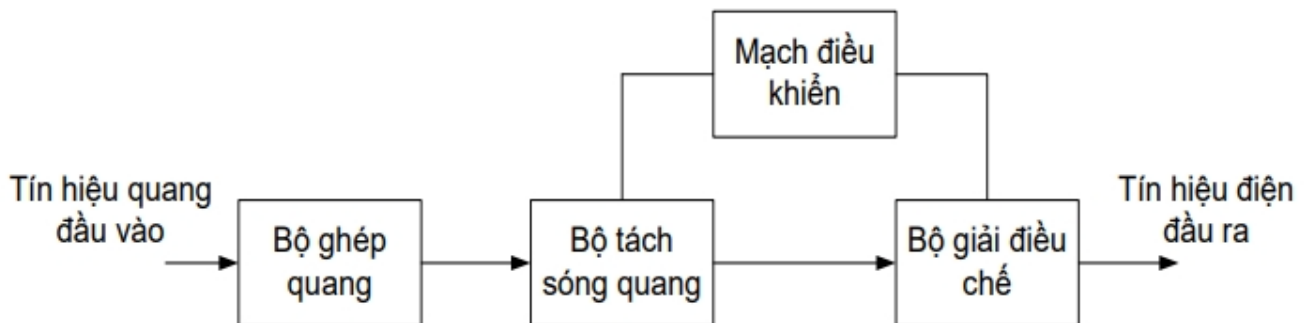 Mạch điều
khiển
Tín hiệu quang
đầu vào
Bộ ghép
quang
Bộ tách
sóng quang
Bộ giải điều
chế
Tín hiệu điện
đầu ra